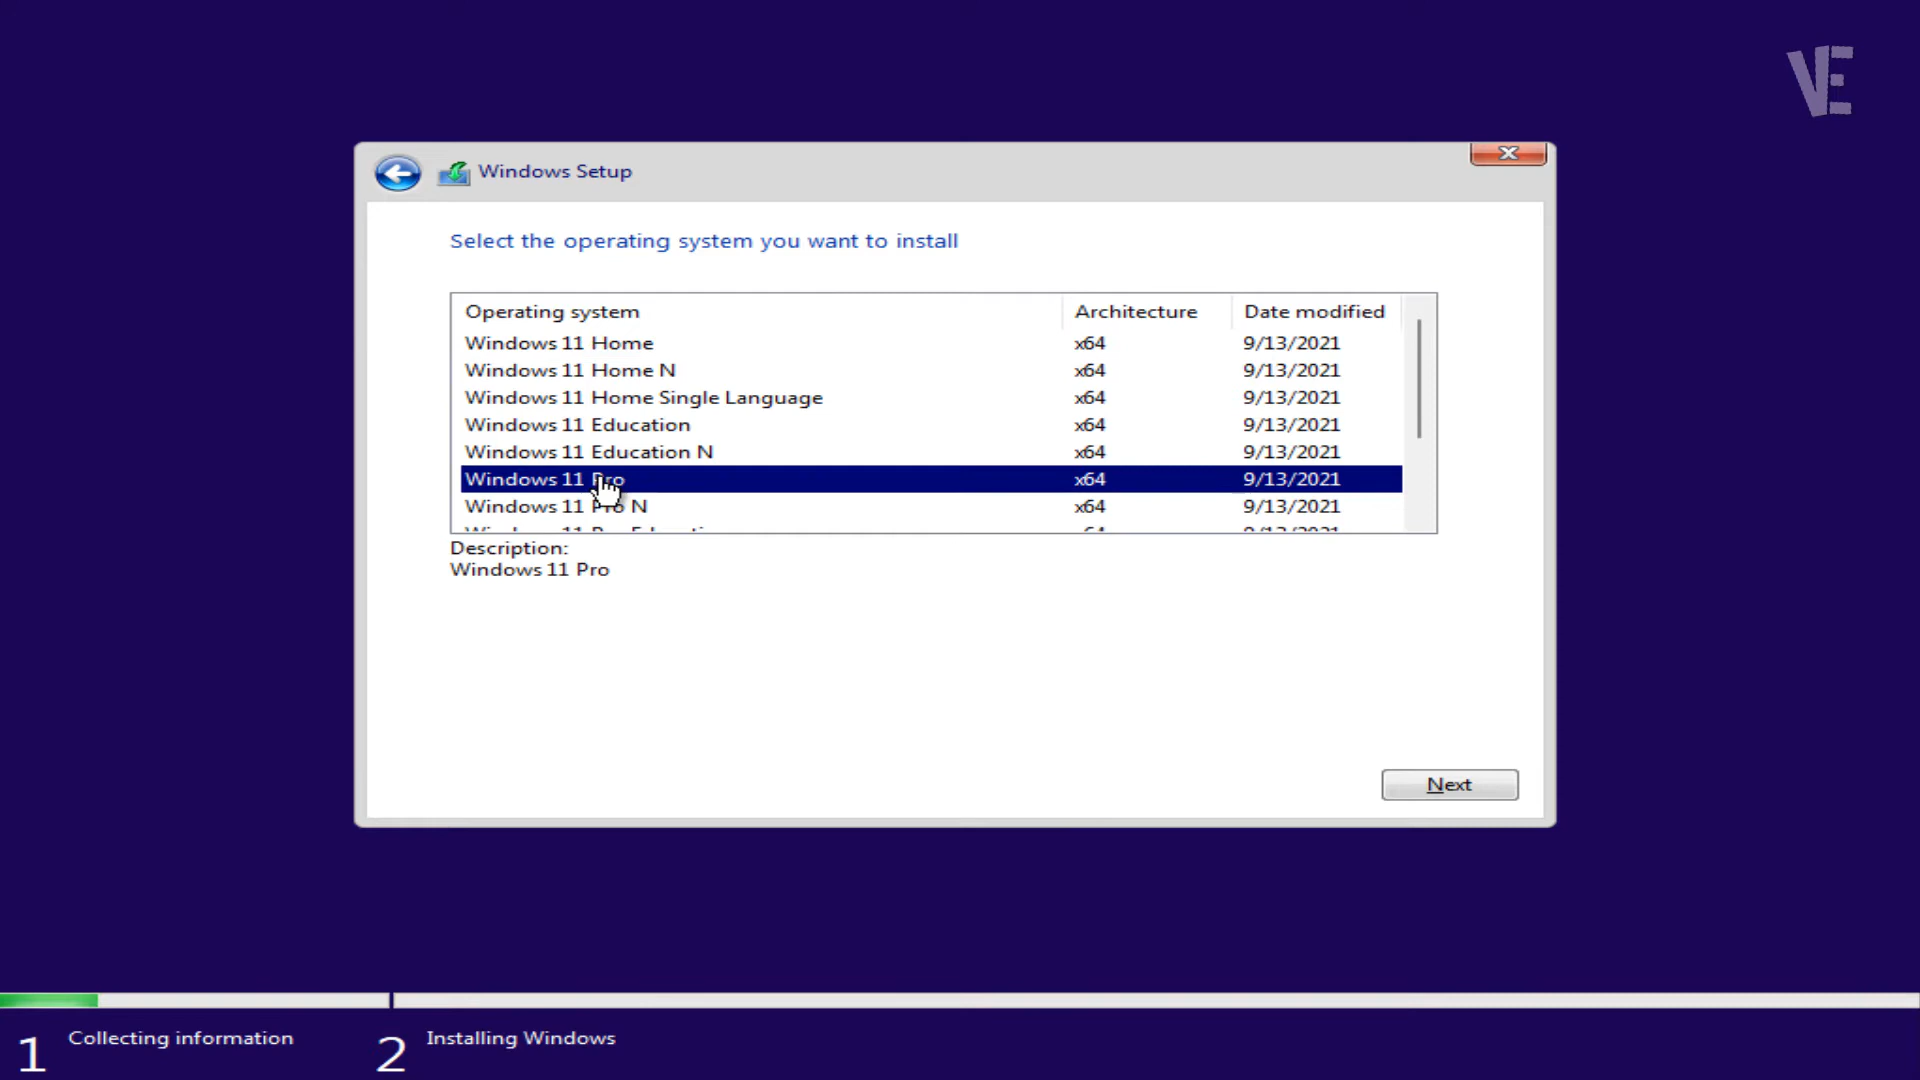 VE
Windows Setup
Select the operating system you want to install
Operating system Architecture Date modified
Windows 11 Home x64 9/13/2021
Windows 11 Home N x64 9/13/2021
Windows 11 Home Single Language x64 9/13/2021
Windows 11 Education x64 9/13/2021
Windows 11 Education N x64 9/13/2021
Windows 11 Pro x64 9/13/2021
Windows 11 Pro N x64 9/13/2021
Description:
Windows 11 Pro
Next
1 Collecting information 2 Installing Windows